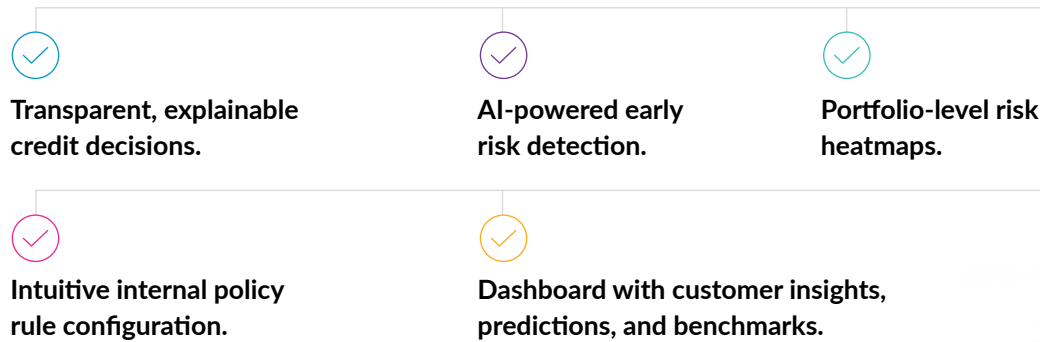 Transparent, explainable
credit decisions.
AI-powered early
risk detection.
Portfolio-level risk
heatmaps.
Intuitive internal policy
rule configuration.
Dashboard with customer insights,
predictions, and benchmarks.